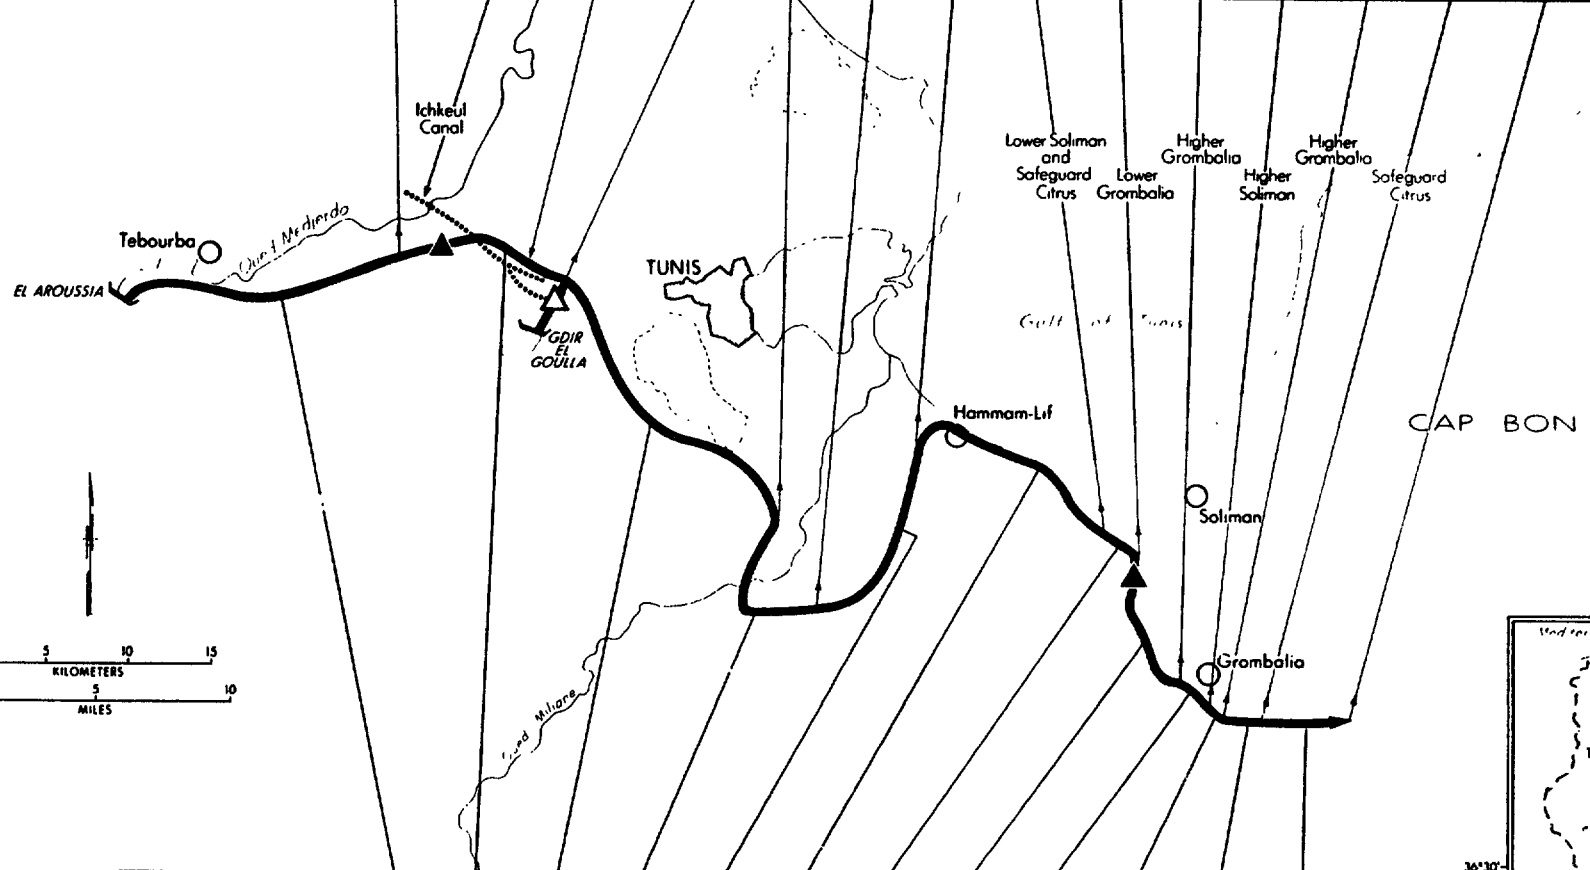 Ichkeul
Canal
Lower Soliman
and
Safeguard
Citrus
Lower
Grombalia
Higher
Grombalia
Higher
Soliman
Higher
Grombalia
Safeguard
Citrus
Tebourba
Oued Medjerda
EL AROUSSIA
TUNIS
GDIR
EL
GOULLA
Gulf of Tunis
Hammam-Lif
CAP BON
Soliman
Grombalia
Oued Miliane
5 10 15
KILOMETERS
5 10
MILES
36°30'